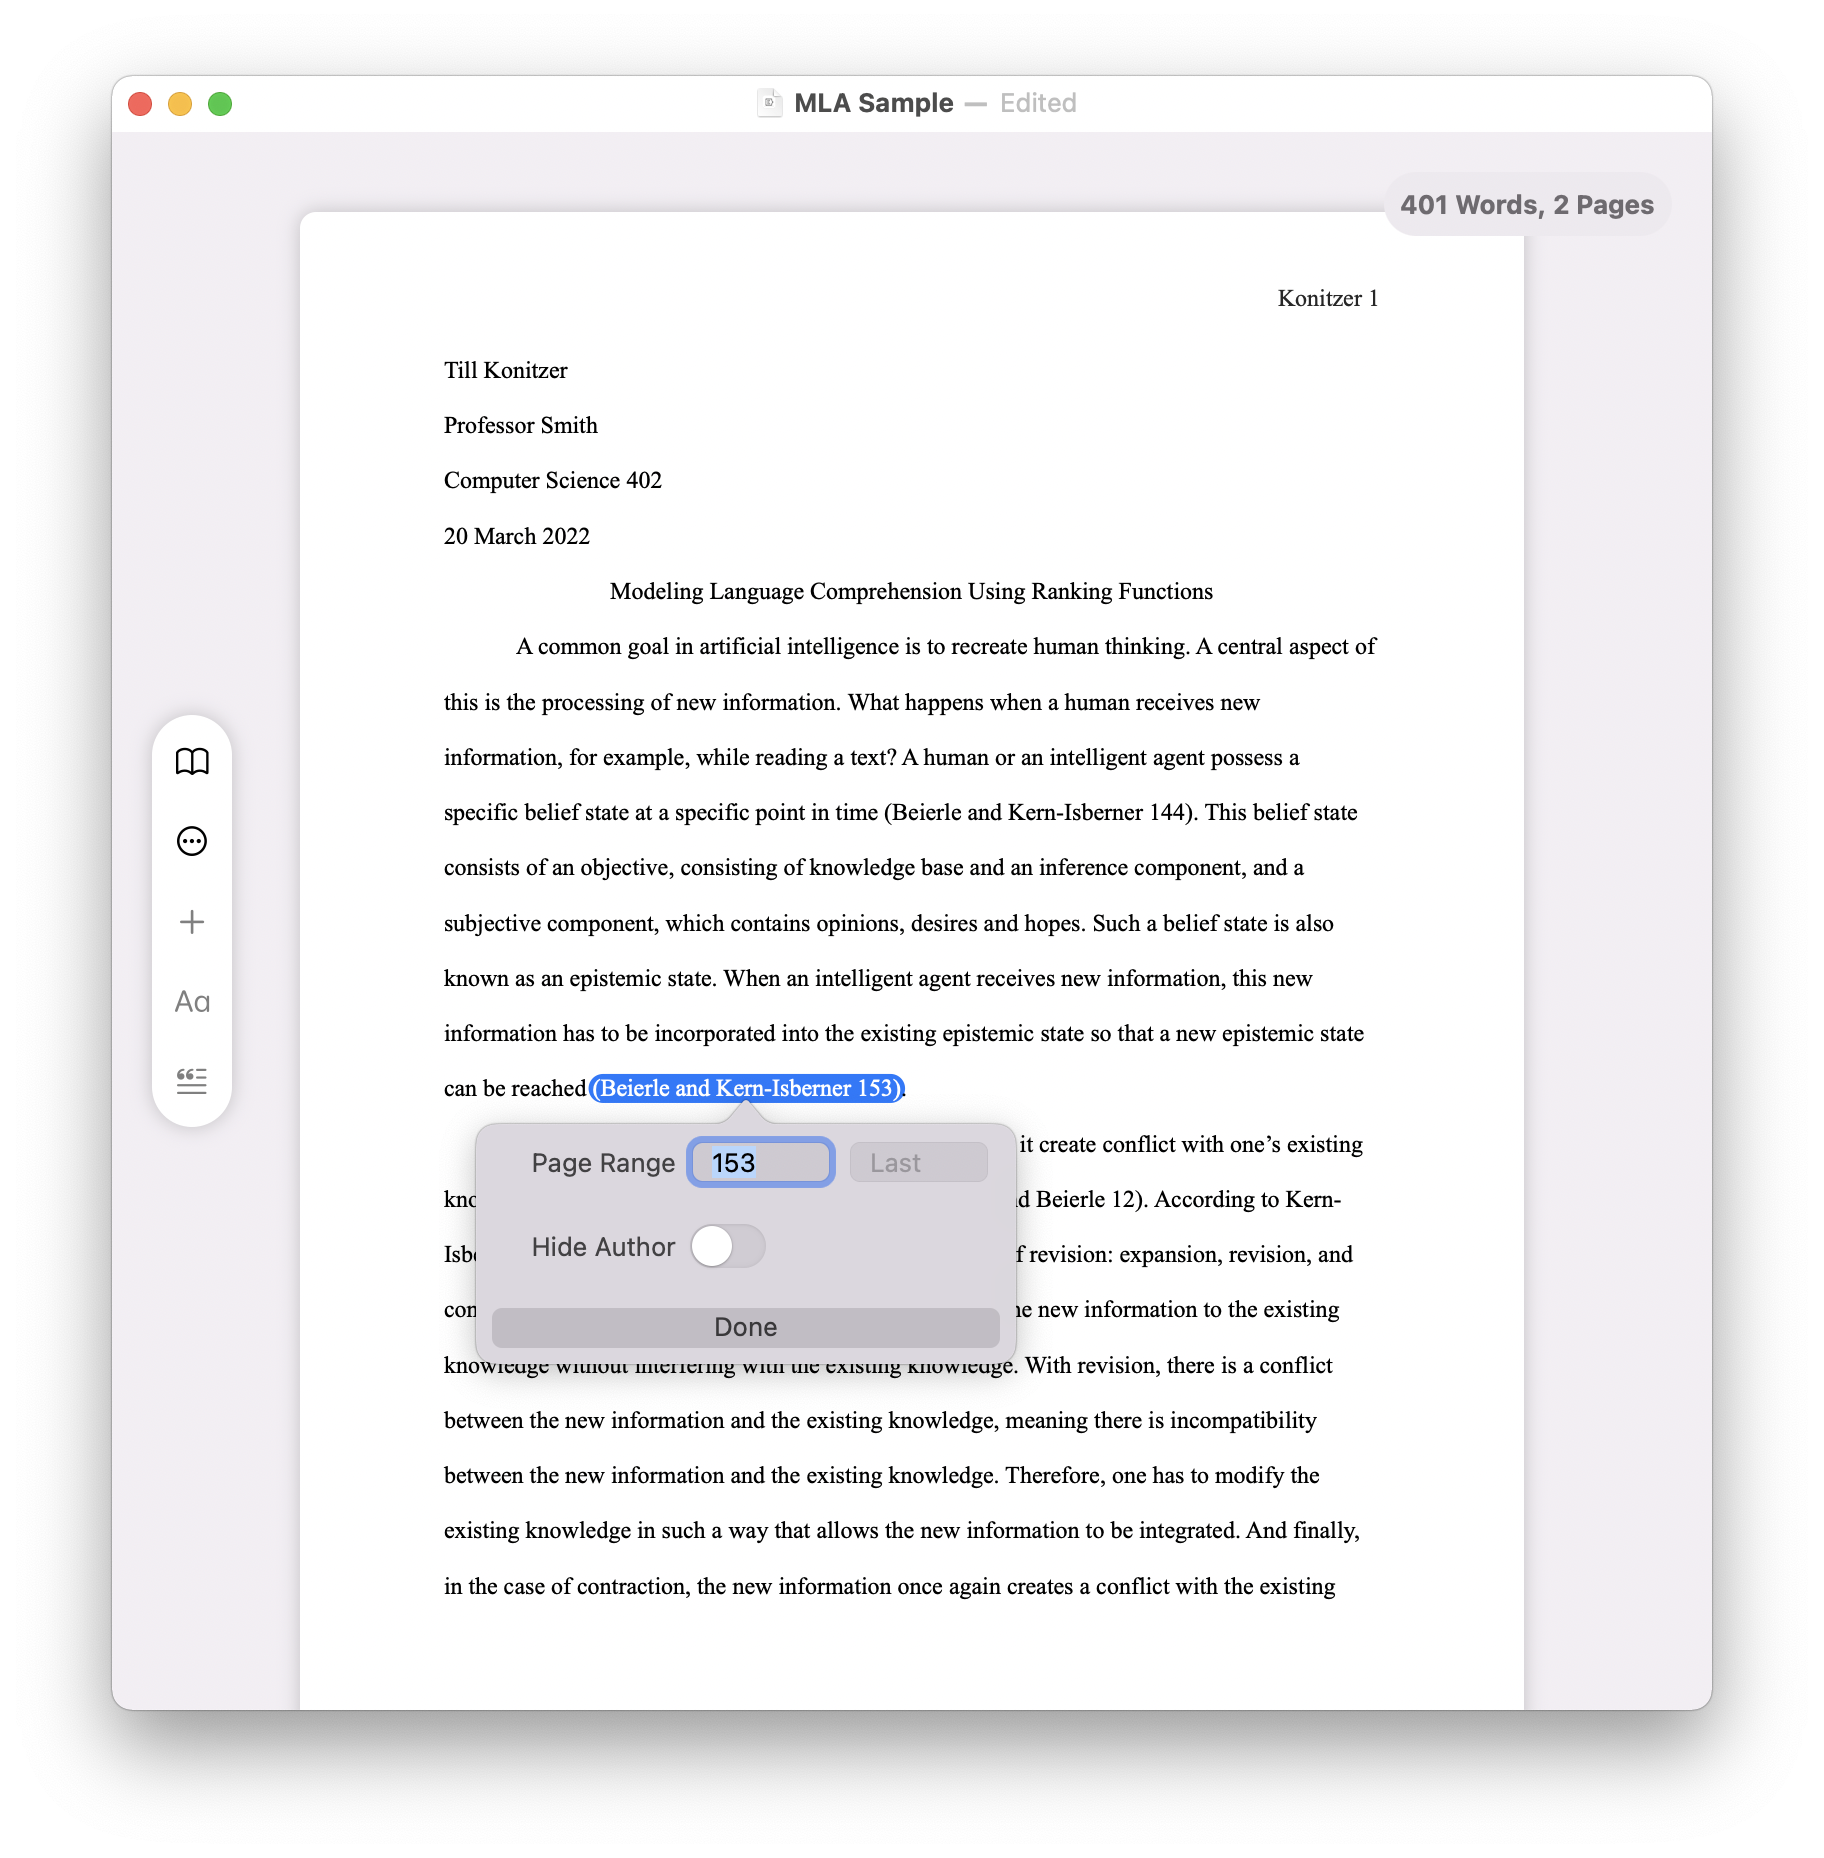 MLA Sample — Edited
401 Words, 2 Pages
Konitzer 1
Till Konitzer
Professor Smith
Computer Science 402
20 March 2022
Modeling Language Comprehension Using Ranking Functions
A common goal in artificial intelligence is to recreate human thinking. A central aspect of
this is the processing of new information. What happens when a human receives new
information, for example, while reading a text? A human or an intelligent agent possess a
specific belief state at a specific point in time (Beierle and Kern-Isberner 144). This belief state
consists of an objective, consisting of knowledge base and an inference component, and a
subjective component, which contains opinions, desires and hopes. Such a belief state is also
known as an epistemic state. When an intelligent agent receives new information, this new
information has to be incorporated into the existing epistemic state so that a new epistemic state
can be reached (Beierle and Kern-Isberner 153).
it create conflict with one’s existing
Beierle 12). According to Kern-
revision: expansion, revision, and
new information to the existing
knowledge without interfering with the existing knowledge. With revision, there is a conflict
between the new information and the existing knowledge, meaning there is incompatibility
between the new information and the existing knowledge. Therefore, one has to modify the
existing knowledge in such a way that allows the new information to be integrated. And finally,
in the case of contraction, the new information once again creates a conflict with the existing
Page Range 153 Last
Hide Author
Done
Aa